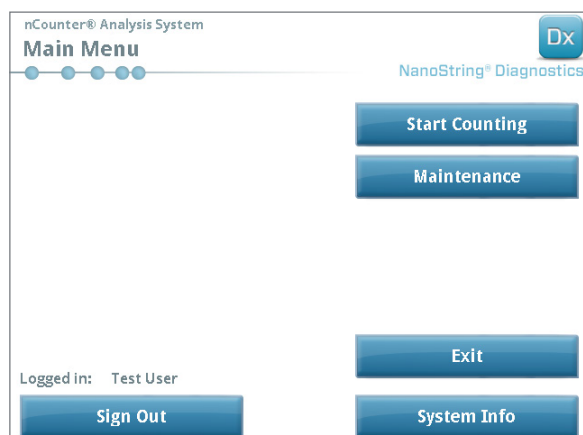 nCounter® Analysis System
Main Menu
Dx
NanoString® Diagnostics
Start Counting
Maintenance
Exit
Logged in: Test User
Sign Out
System Info